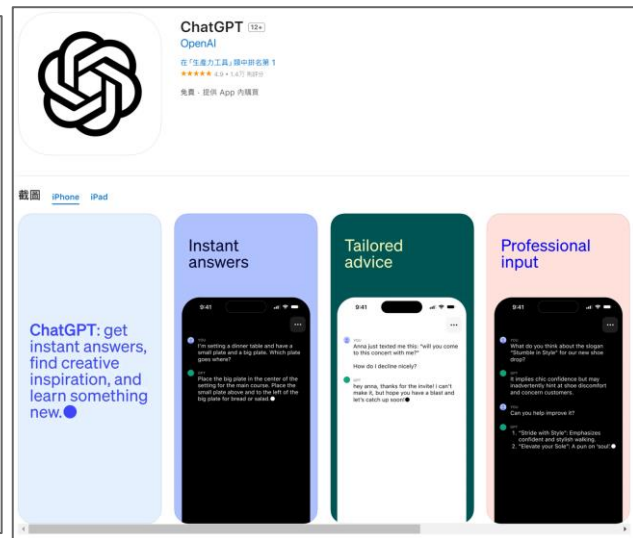 ChatGPT 12+
OpenAI
在「生產力工具」類中排名第 1
★★★★★ 4.9 • 1.4萬 則評分
免費・提供 App 內購買
截圖 iPhone iPad
ChatGPT: get
instant answers,
find creative
inspiration, and
learn something
new.●
Instant
answers
9:41
YOU
I'm setting a dinner table and have a
small plate and a big plate. Which plate
goes where?
GPT
Place the big plate in the center of the
setting for the main course. Place the
small plate above and to the left of the
big plate for bread or salad.
Tailored
advice
9:41
YOU
Anna just texted me this: "will you come
to this concert with me?"
How do I decline nicely?
GPT
hey anna, thanks for the invite! i can't
make it, but hope you have a blast and
let's catch up soon!
Professional
input
9:41
YOU
What do you think about the slogan
"Stumble in Style" for our new shoe
drop?
GPT
It implies chic confidence but may
inadvertently hint at shoe discomfort
and concern customers.
YOU
Can you help improve it?
GPT
1. "Stride with Style": Emphasizes
confident and stylish walking.
2. "Elevate your Sole": A pun on "soul